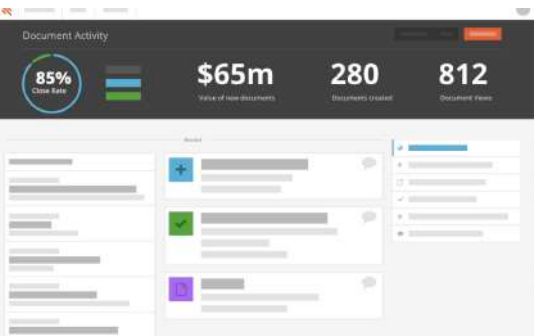 Document Activity
85%
Close Rate
$65m
Value of new documents
280
Documents created
812
Document Views